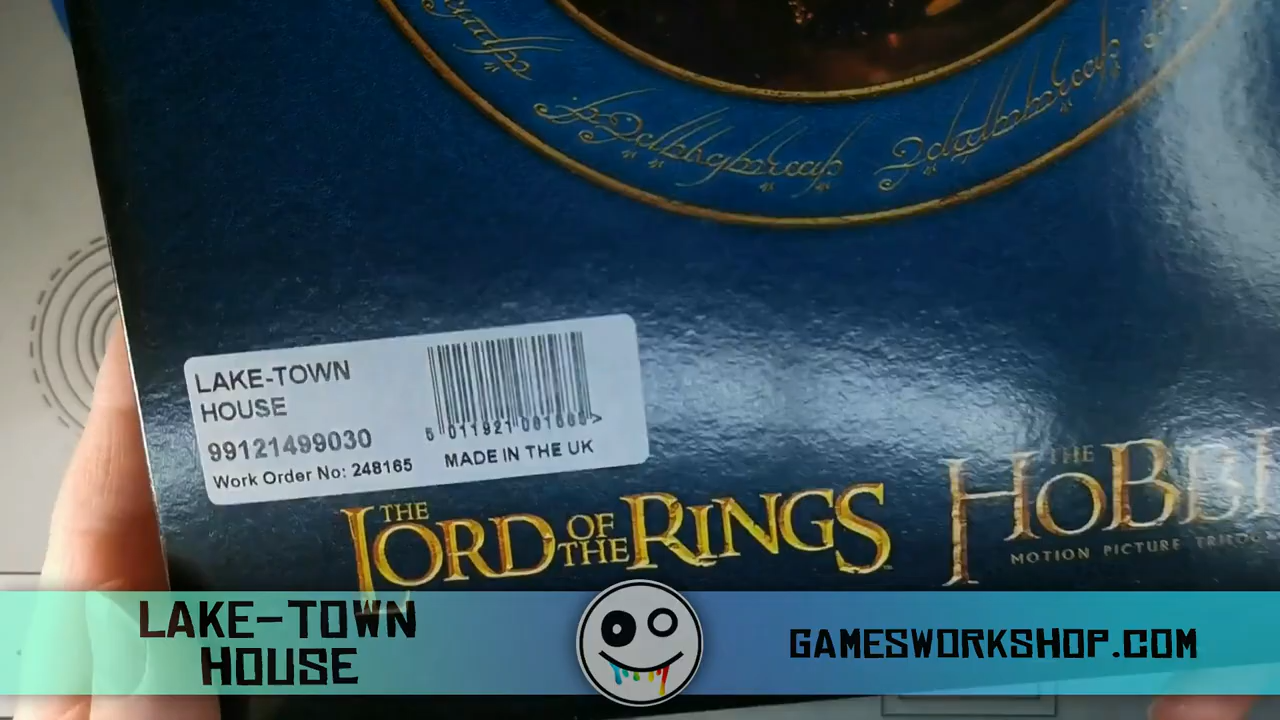 LAKE-TOWN
HOUSE
99121499030
Work Order No: 248165
MADE IN THE UK
THE
LORD OF THE RINGS
THE
MOTION PICTURE
LAKE-TOWN
HOUSE
GAMESWORKSHOP.COM